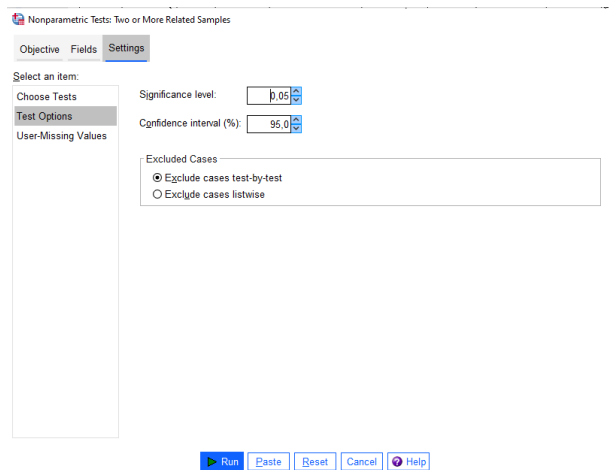 Nonparametric Tests: Two or More Related Samples
Objective Fields Settings
Select an item:
Choose Tests
Test Options
User-Missing Values
Significance level: 0,05
Confidence interval (%): 95,0
Excluded Cases
Exclude cases test-by-test
Exclude cases listwise
Run Paste Reset Cancel Help